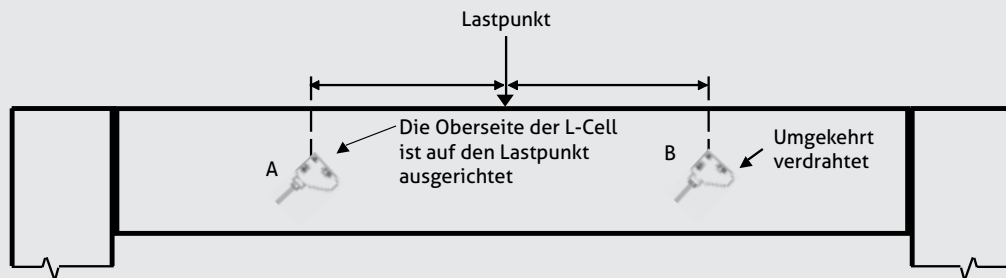 Lastpunkt
Die Oberseite der L-Cell
ist auf den Lastpunkt
ausgerichtet
A
B
Umgekehrt
verdrahtet